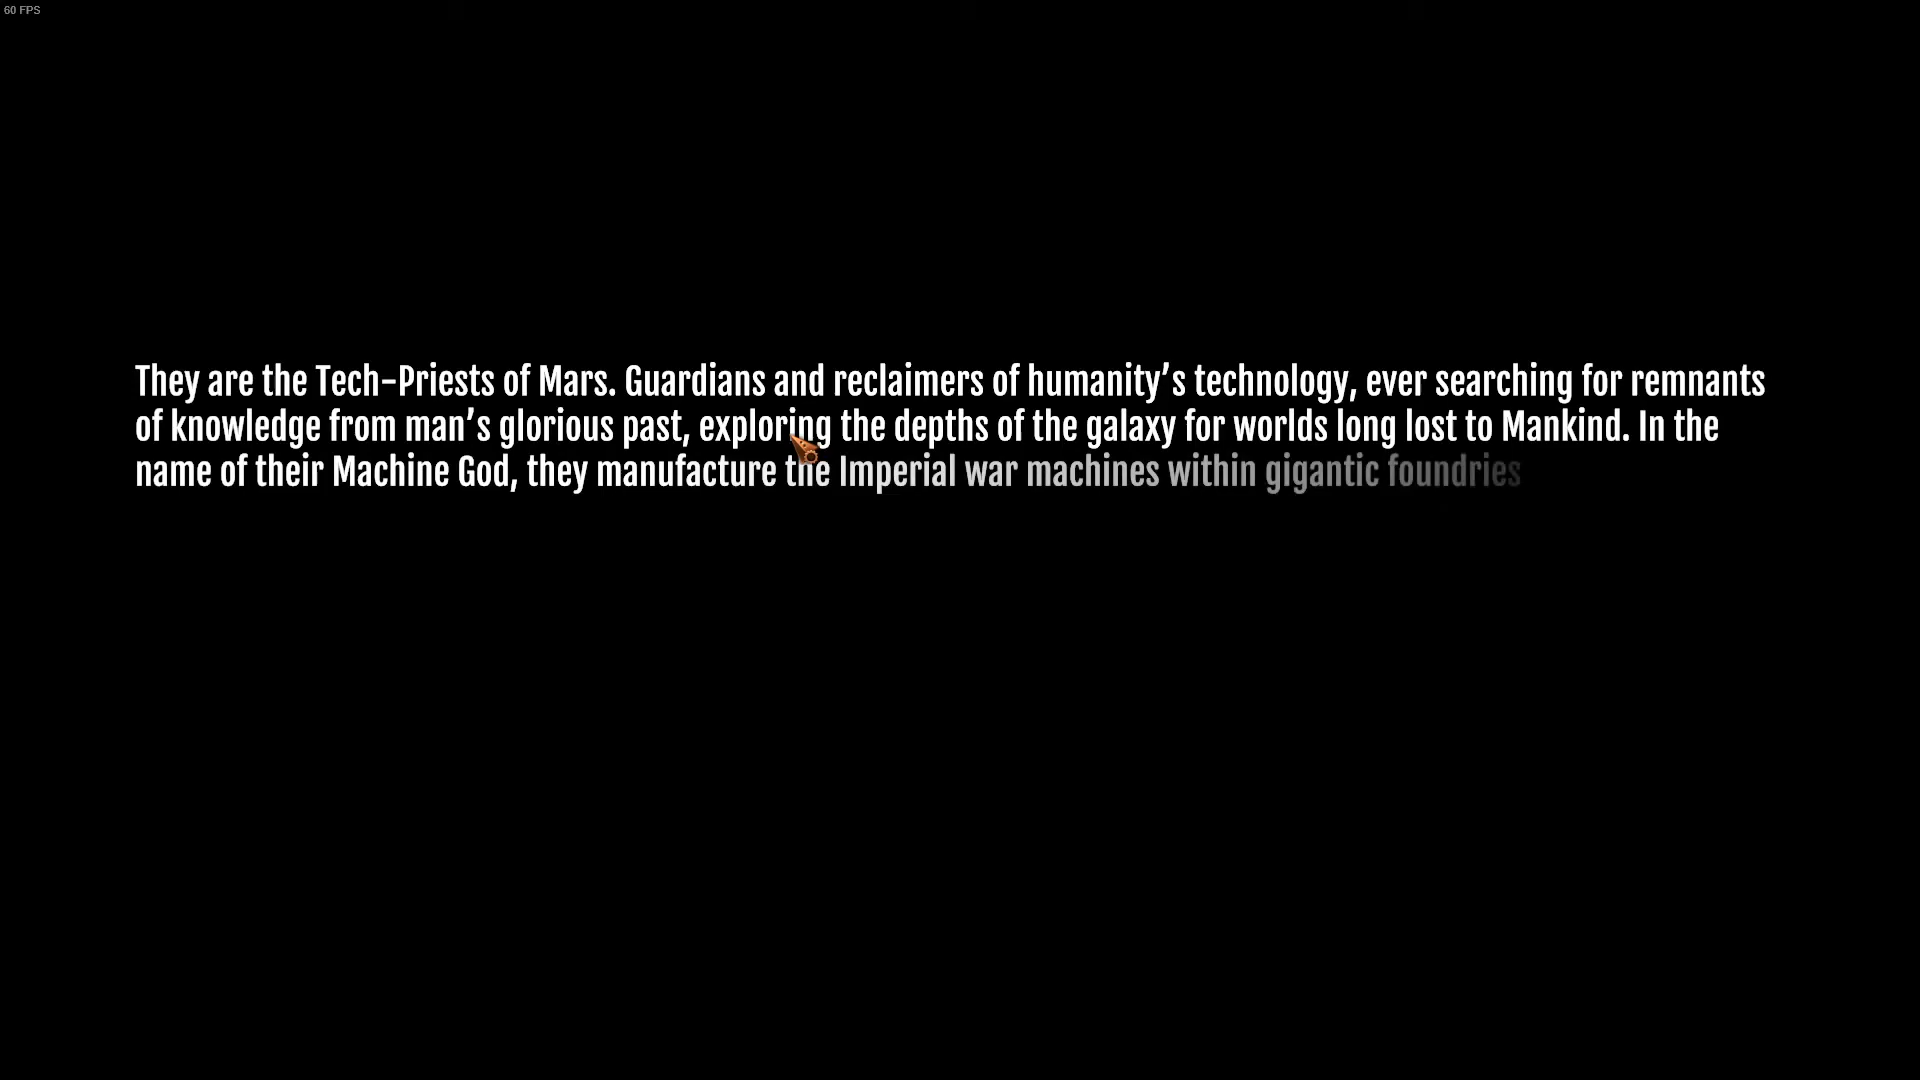 60 FPS
They are the Tech-Priests of Mars. Guardians and reclaimers of humanity’s technology, ever searching for remnants
of knowledge from man’s glorious past, exploring the depths of the galaxy for worlds long lost to Mankind. In the
name of their Machine God, they manufacture the Imperial war machines within gigantic foundries